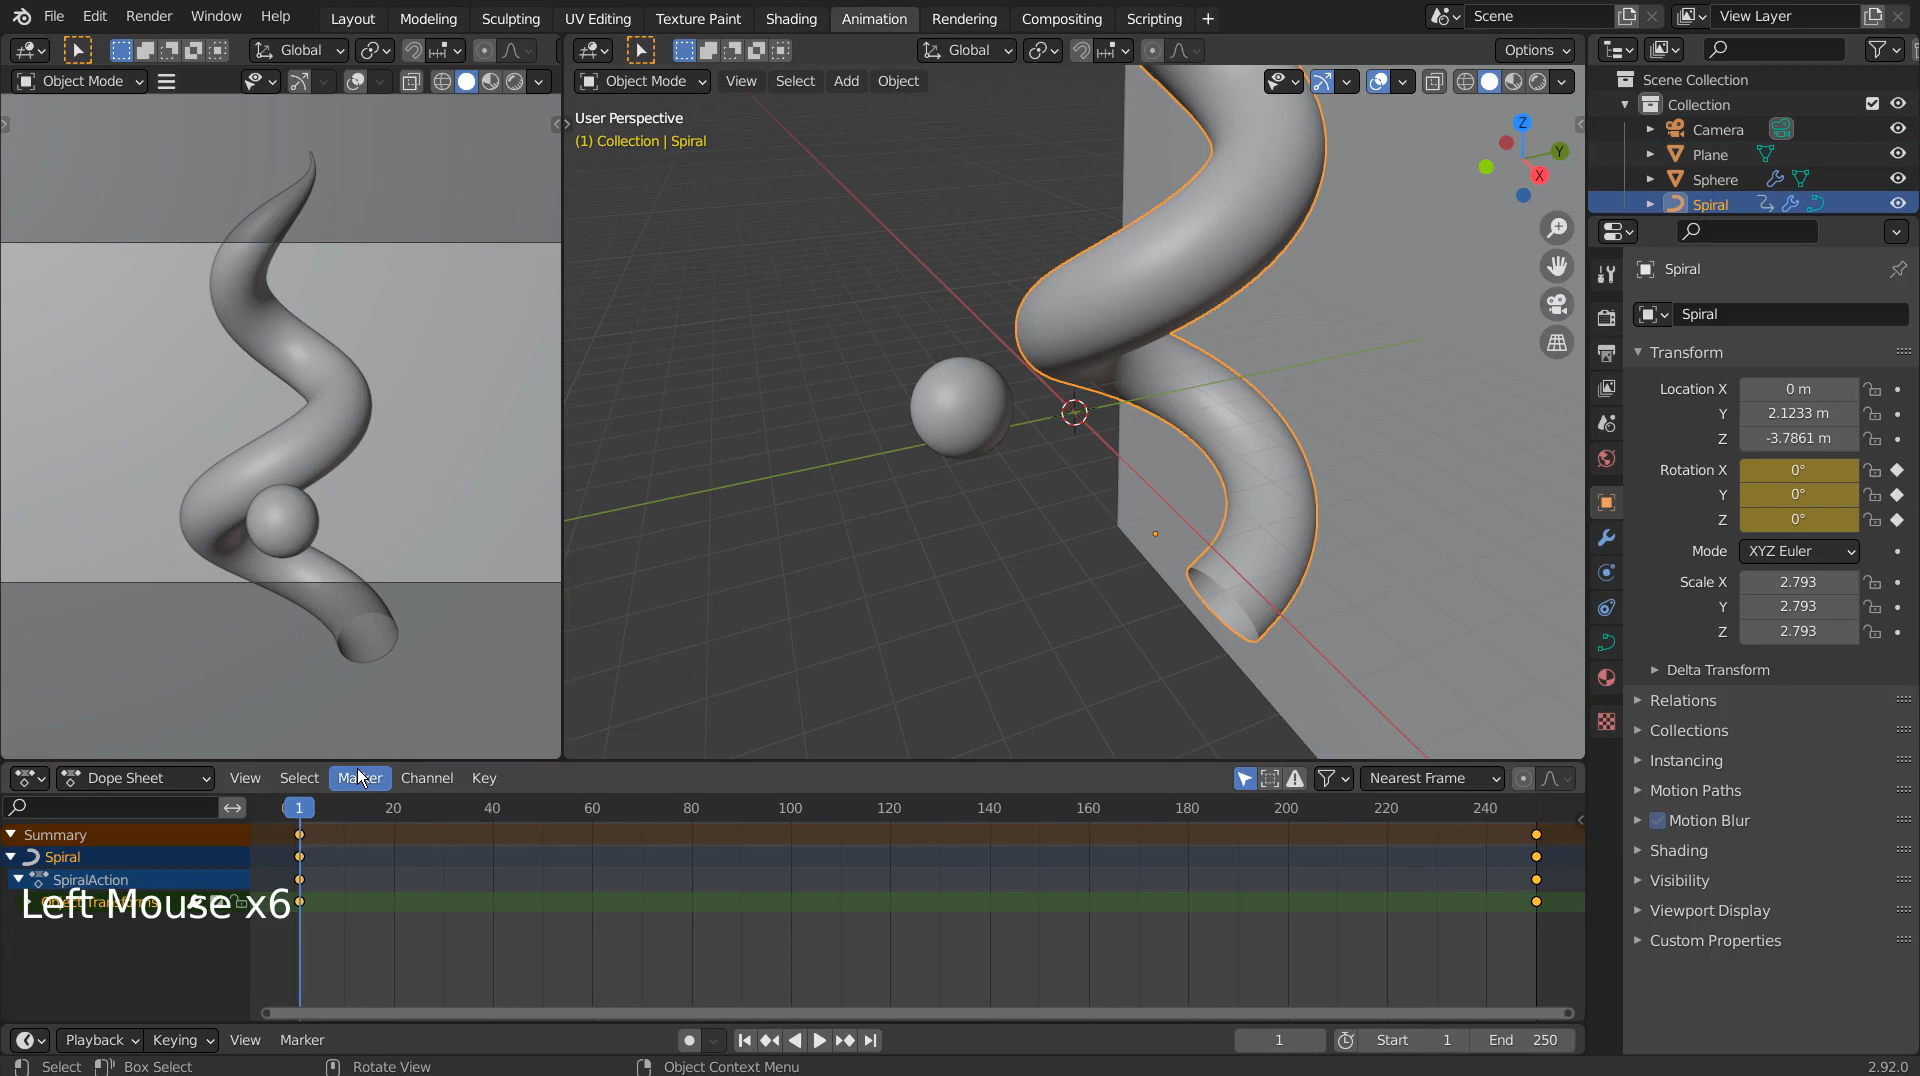 File Edit Render Window Help Layout Modeling Sculpting UV Editing Texture Paint Shading Animation Rendering Compositing Scripting + Scene View Layer
Global Global Options
Object Mode Object Mode View Select Add Object
User Perspective
(1) Collection | Spiral
Z
Y
X
Scene Collection
Collection
Camera
Plane
Sphere
Spiral
Spiral
Spiral
Transform
Location X 0 m
Y 2.1233 m
Z -3.7861 m
Rotation X 0°
Y 0°
Z 0°
Mode XYZ Euler
Scale X 2.793
Y 2.793
Z 2.793
Delta Transform
Relations
Collections
Instancing
Motion Paths
Motion Blur
Shading
Visibility
Viewport Display
Custom Properties
Dope Sheet View Select Marker Channel Key Nearest Frame
1 20 40 60 80 100 120 140 160 180 200 220 240
Summary
Spiral
SpiralAction
Object Transforms
Left Mouse x6
Playback Keying View Marker 1 Start 1 End 250
Select Box Select Rotate View Object Context Menu 2.92.0